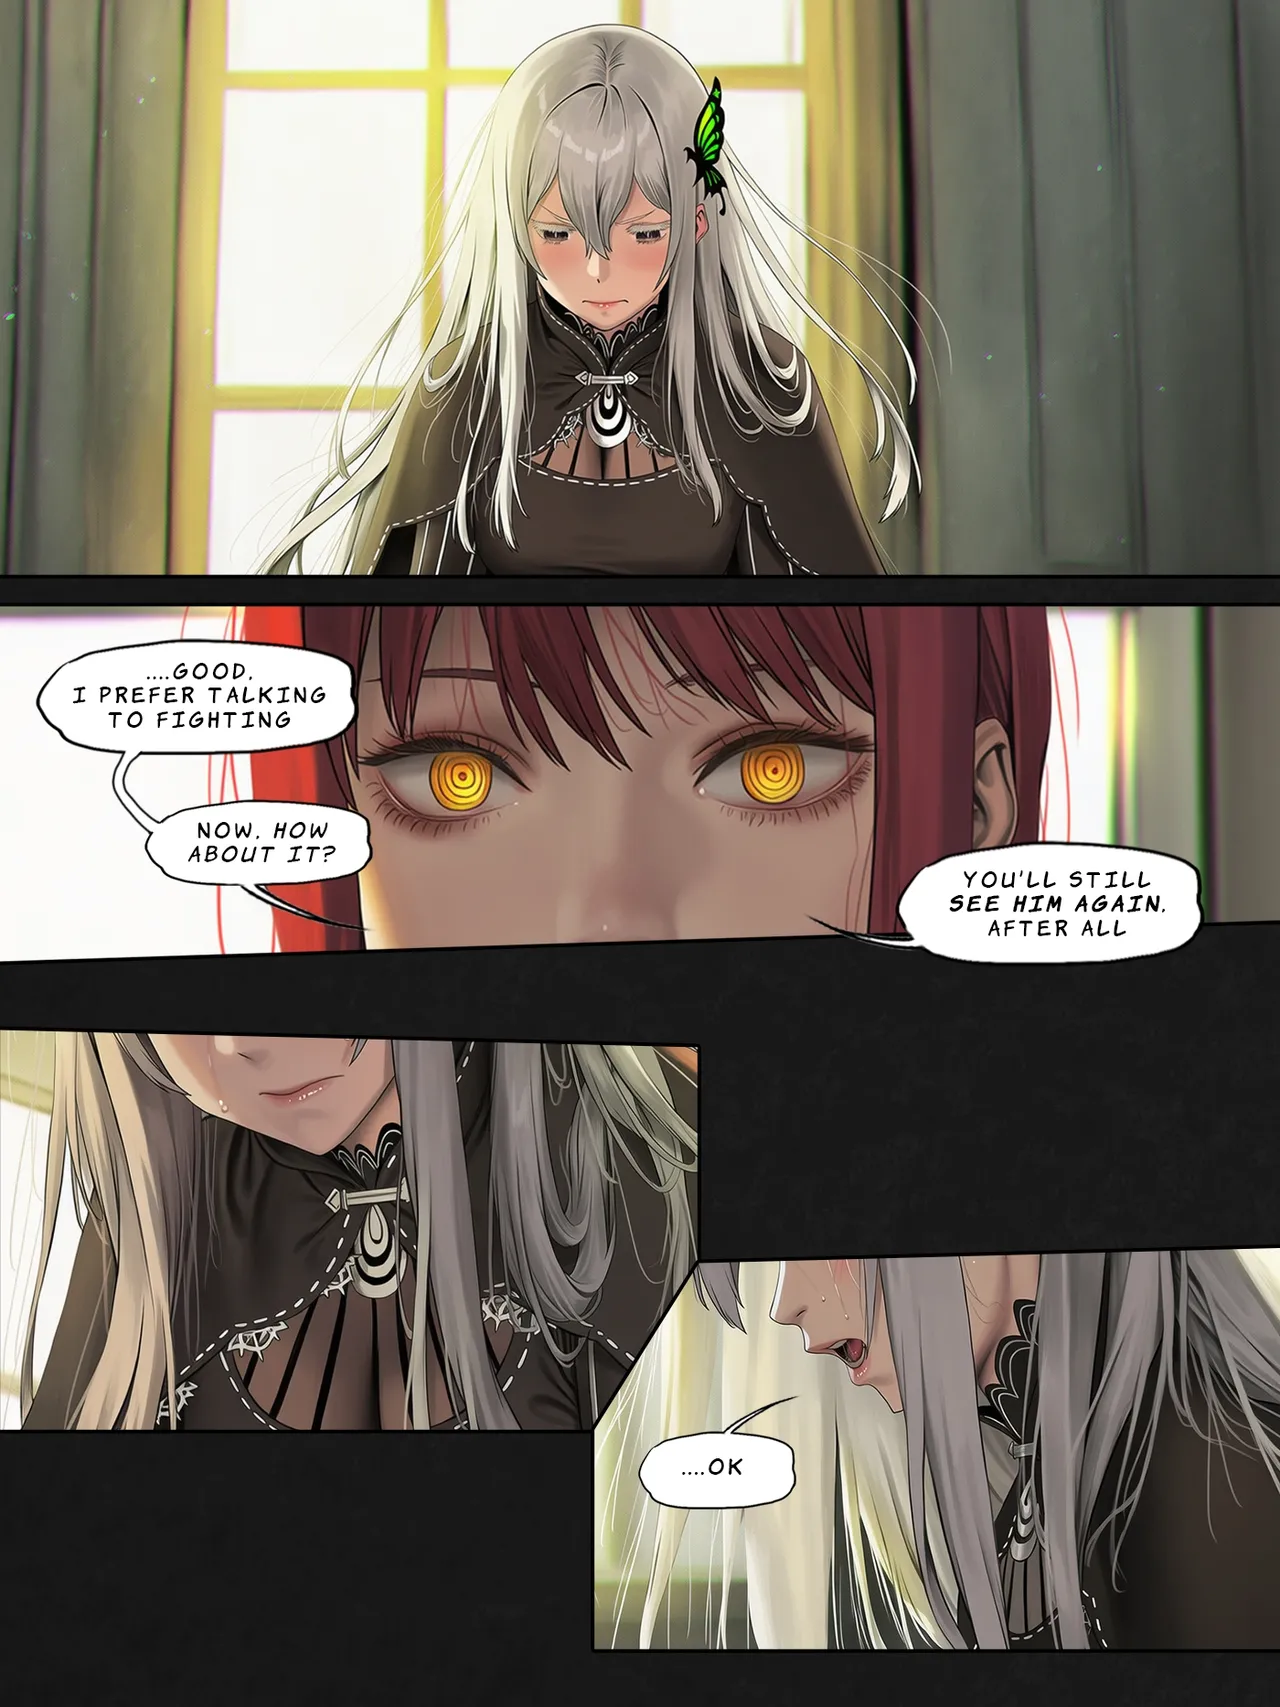 ....GOOD,
I PREFER TALKING
TO FIGHTING
NOW, HOW
ABOUT IT?
YOU'LL STILL
SEE HIM AGAIN,
AFTER ALL
....OK